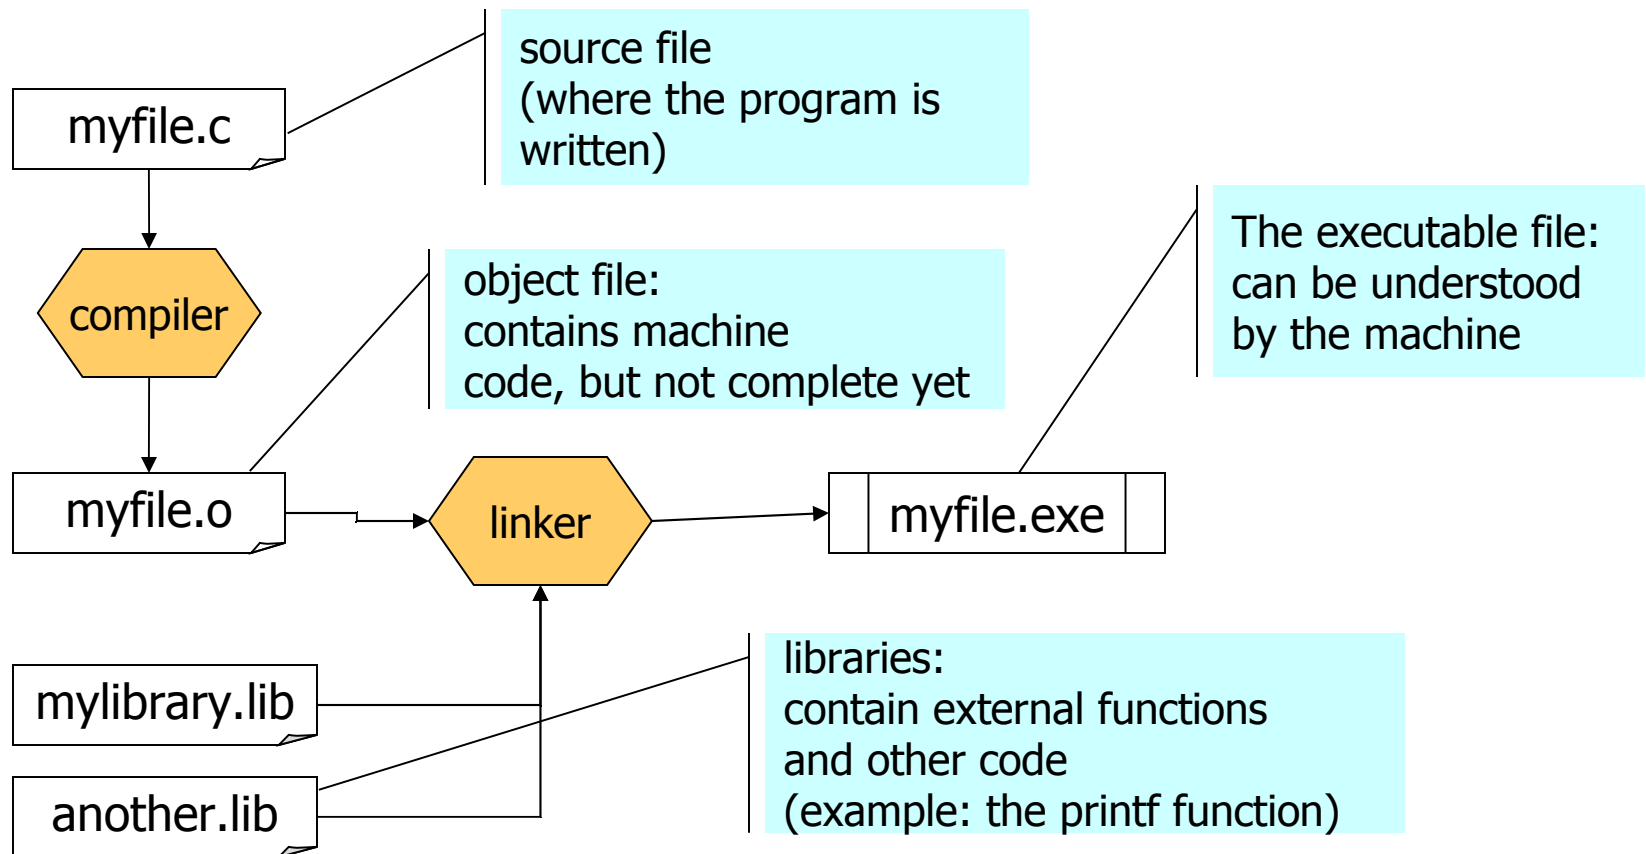 source file
(where the program is
written)
myfile.c
The executable file:
can be understood
by the machine
object file:
contains machine
code, but not complete yet
compiler
myfile.o
linker
myfile.exe
libraries:
contain external functions
and other code
(example: the printf function)
mylibrary.lib
another.lib